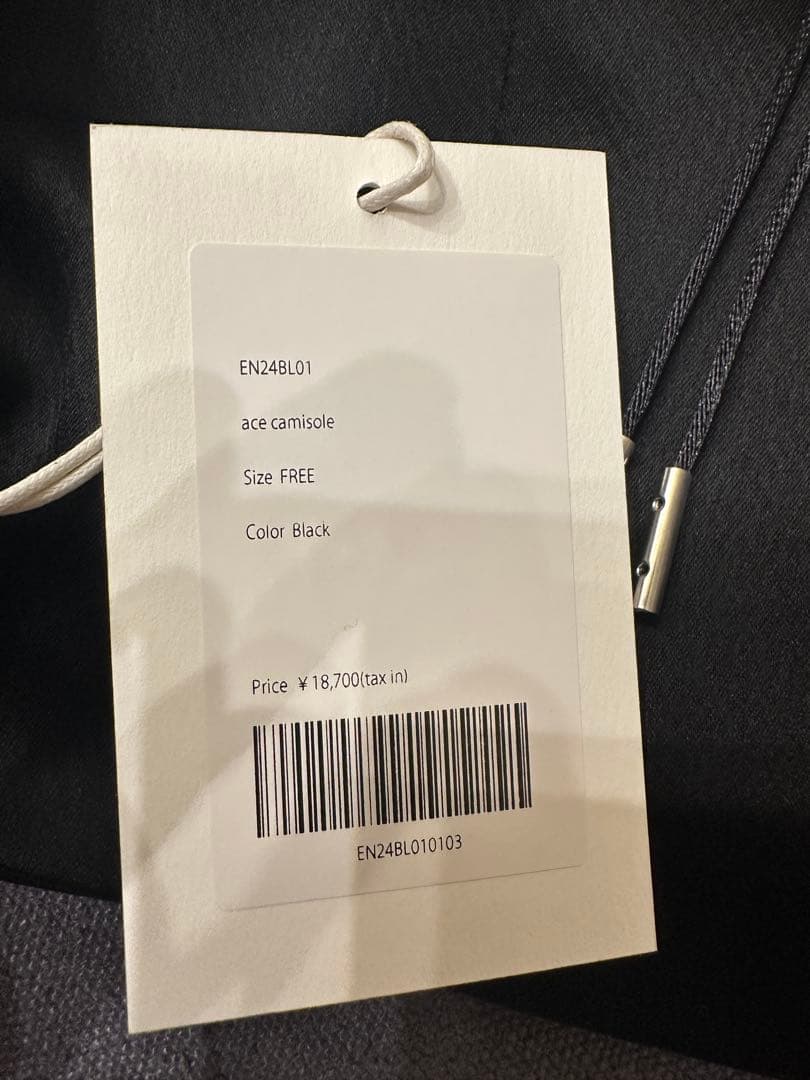 EN24BL01
ace camisole
Size FREE
Color Black
Price ¥18,700(tax in)
EN24BL010103